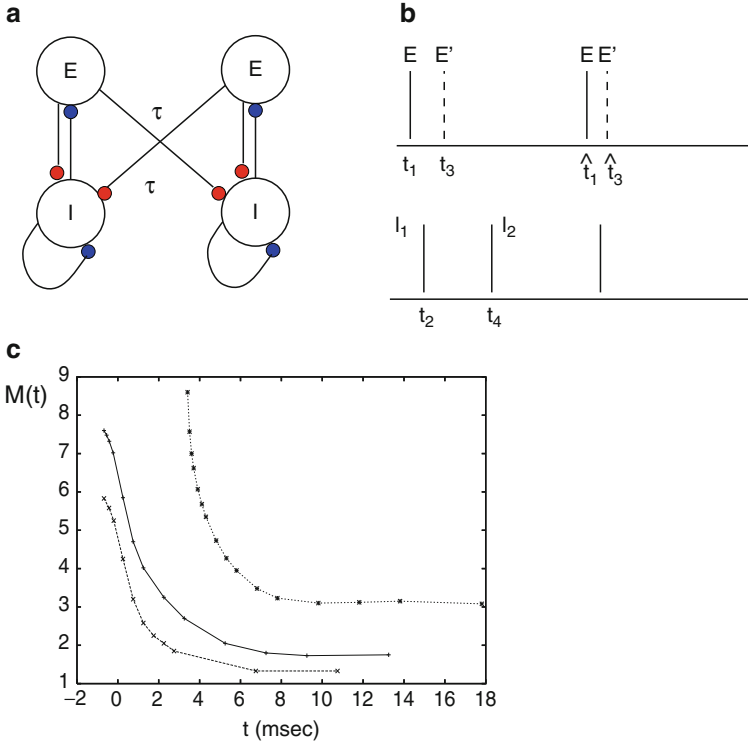 a
E E
τ
τ
I I
b
E E' E E'
t1 t3 t̂1 t̂3
I1 I2
t2 t4
c
M(t)
9
8
7
6
5
4
3
2
1
−2 0 2 4 6 8 10 12 14 16 18
t (msec)